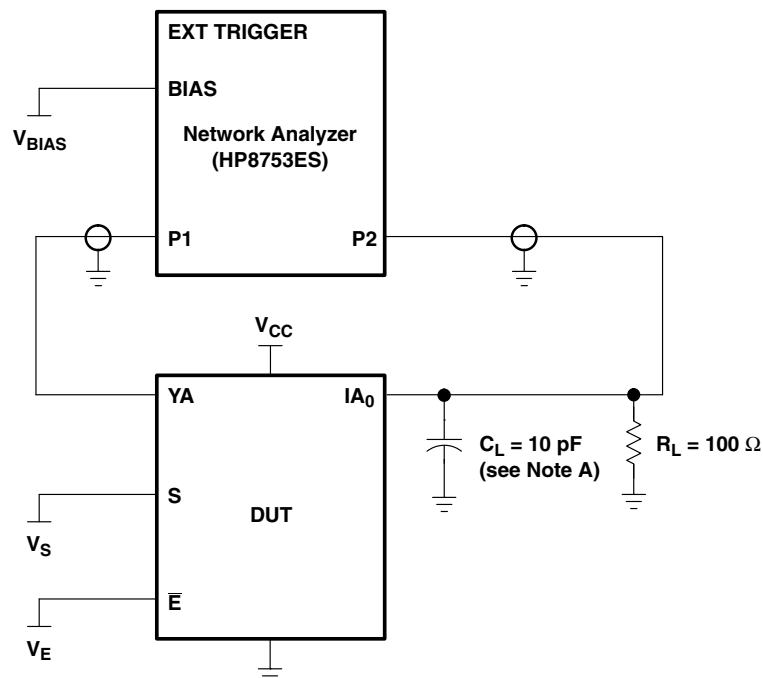 EXT TRIGGER
BIAS
V_BIAS
Network Analyzer
(HP8753ES)
P1
P2
V_CC
YA
IA_0
C_L = 10 pF
(see Note A)
R_L = 100 Ω
S
DUT
V_S
E̅
V_E